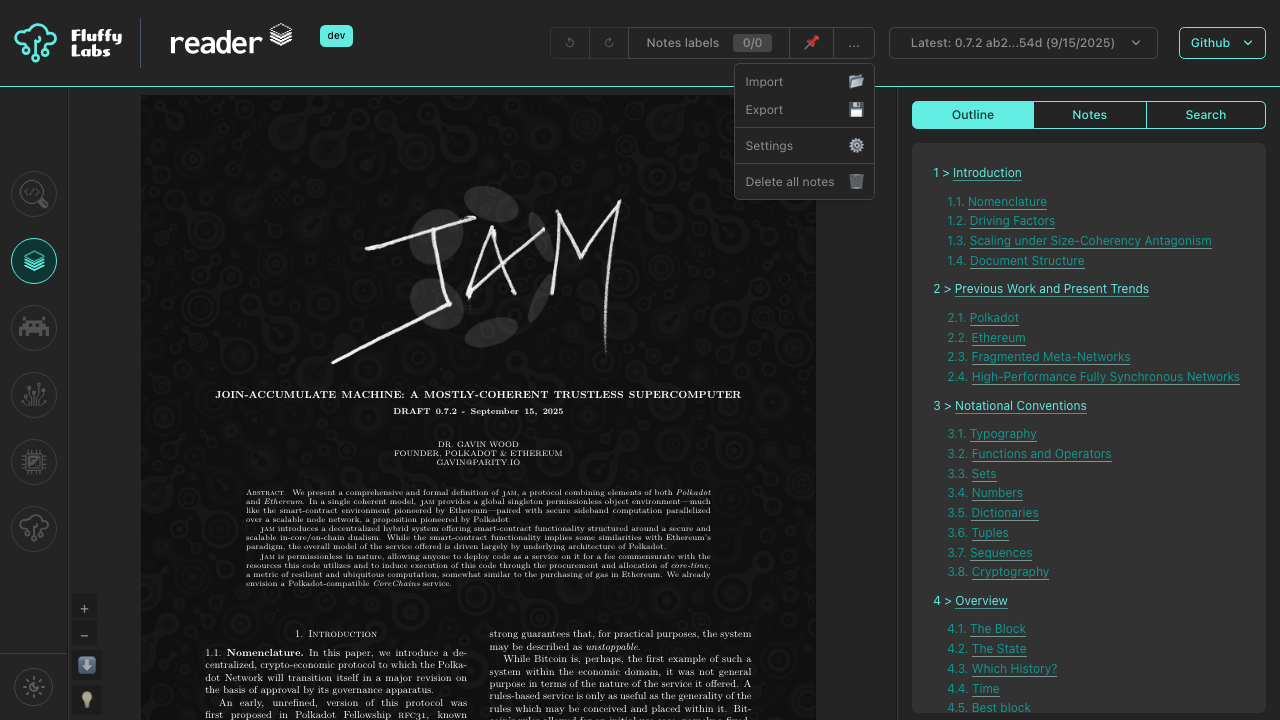 Fluffy
Labs
reader
dev
Notes labels 0/0
...
Latest: 0.7.2 ab2...54d (9/15/2025)
Github
Import
Export
Settings
Delete all notes
JAM
JOIN-ACCUMULATE MACHINE: A MOSTLY-COHERENT TRUSTLESS SUPERCOMPUTER
DRAFT 0.7.2 - September 15, 2025
DR. GAVIN WOOD
FOUNDER, POLKADOT & ETHEREUM
GAVIN@PARITY.IO
Abstract. We present a comprehensive and formal definition of Jam, a protocol combining elements of both Polkadot
and Ethereum. In a single coherent model, Jam provides a global singleton permissionless object environment—much
like the smart-contract environment pioneered by Ethereum—paired with secure sideband computation parallelized
over a scalable node network, a proposition pioneered by Polkadot.
Jam introduces a decentralized hybrid system offering smart-contract functionality structured around a secure and
scalable in-core/on-chain dualism. While the smart-contract functionality implies some similarities with Ethereum's
paradigm, the overall model of the service offered is driven largely by underlying architecture of Polkadot.
Jam is permissionless in nature, allowing anyone to deploy code as a service on it for a fee commensurate with the
resources this code utilizes and to induce execution of this code through the procurement and allocation of core-time,
a metric of resilient and ubiquitous computation, somewhat similar to the purchasing of gas in Ethereum. We already
envision a Polkadot-compatible CoreChains service.
1. Introduction
1.1. Nomenclature. In this paper, we introduce a de-
centralized, crypto-economic protocol to which the Polka-
dot Network will transition itself in a major revision on
the basis of approval by its governance apparatus.
An early, unrefined, version of this protocol was
first proposed in Polkadot Fellowship RFC31, known
strong guarantees that, for practical purposes, the system
may be described as unstoppable.
While Bitcoin is, perhaps, the first example of such a
system within the economic domain, it was not general
purpose in terms of the nature of the service it offered. A
rules-based service is only as useful as the generality of the
rules which may be conceived and placed within it. Bit-
+
−
Outline
Notes
Search
1 > Introduction
1.1. Nomenclature
1.2. Driving Factors
1.3. Scaling under Size-Coherency Antagonism
1.4. Document Structure
2 > Previous Work and Present Trends
2.1. Polkadot
2.2. Ethereum
2.3. Fragmented Meta-Networks
2.4. High-Performance Fully Synchronous Networks
3 > Notational Conventions
3.1. Typography
3.2. Functions and Operators
3.3. Sets
3.4. Numbers
3.5. Dictionaries
3.6. Tuples
3.7. Sequences
3.8. Cryptography
4 > Overview
4.1. The Block
4.2. The State
4.3. Which History?
4.4. Time
4.5. Best block